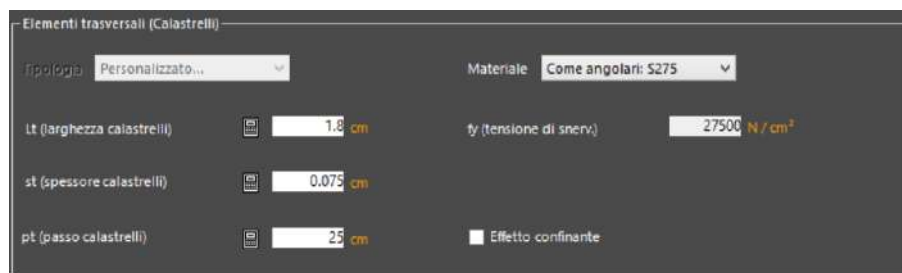 Elementi trasversali (Calastrelli)
Tipologia Personalizzato... Materiale Come angolari: S275
Lt (larghezza calastrelli) 1.8 cm fy (tensione di snerv.) 27500 N / cm²
st (spessore calastrelli) 0.075 cm
pt (passo calastrelli) 25 cm Effetto confinante